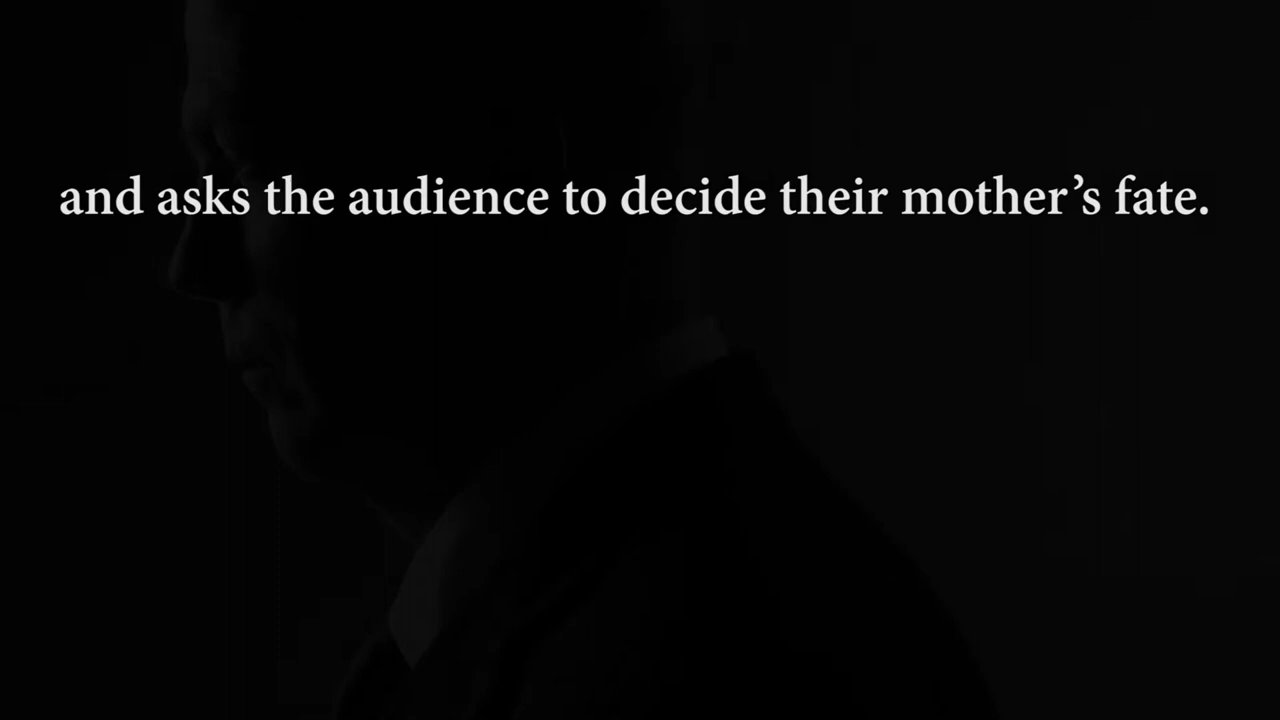 and asks the audience to decide their mother’s fate.